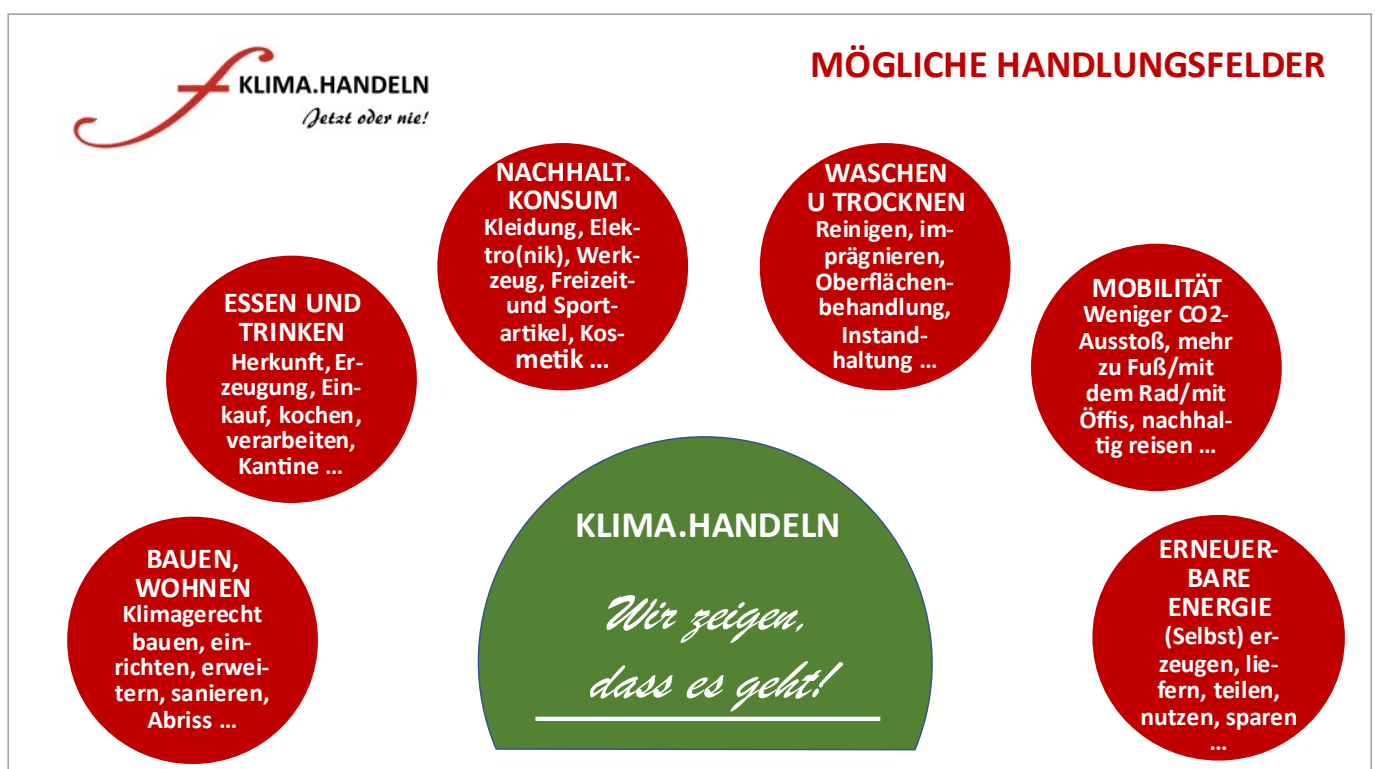 KLIMA.HANDELN
Jetzt oder nie!
MÖGLICHE HANDLUNGSFELDER
BAUEN,
WOHNEN
Klimagerecht
bauen, ein-
richten, erwei-
tern, sanieren,
Abriss ...
ESSEN UND
TRINKEN
Herkunft, Er-
zeugung, Ein-
kauf, kochen,
verarbeiten,
Kantine ...
NACHHALT.
KONSUM
Kleidung, Elek-
tro(nik), Werk-
zeug, Freizeit-
und Sport-
artikel, Kos-
metik ...
WASCHEN
U TROCKNEN
Reinigen, im-
prägnieren,
Oberflächen-
behandlung,
Instand-
haltung ...
MOBILITÄT
Weniger CO2-
Ausstoß, mehr
zu Fuß/mit
dem Rad/mit
Öffis, nachhal-
tig reisen ...
ERNEUER-
BARE
ENERGIE
(Selbst) er-
zeugen, lie-
fern, teilen,
nutzen, sparen
...
KLIMA.HANDELN
Wir zeigen,
dass es geht!